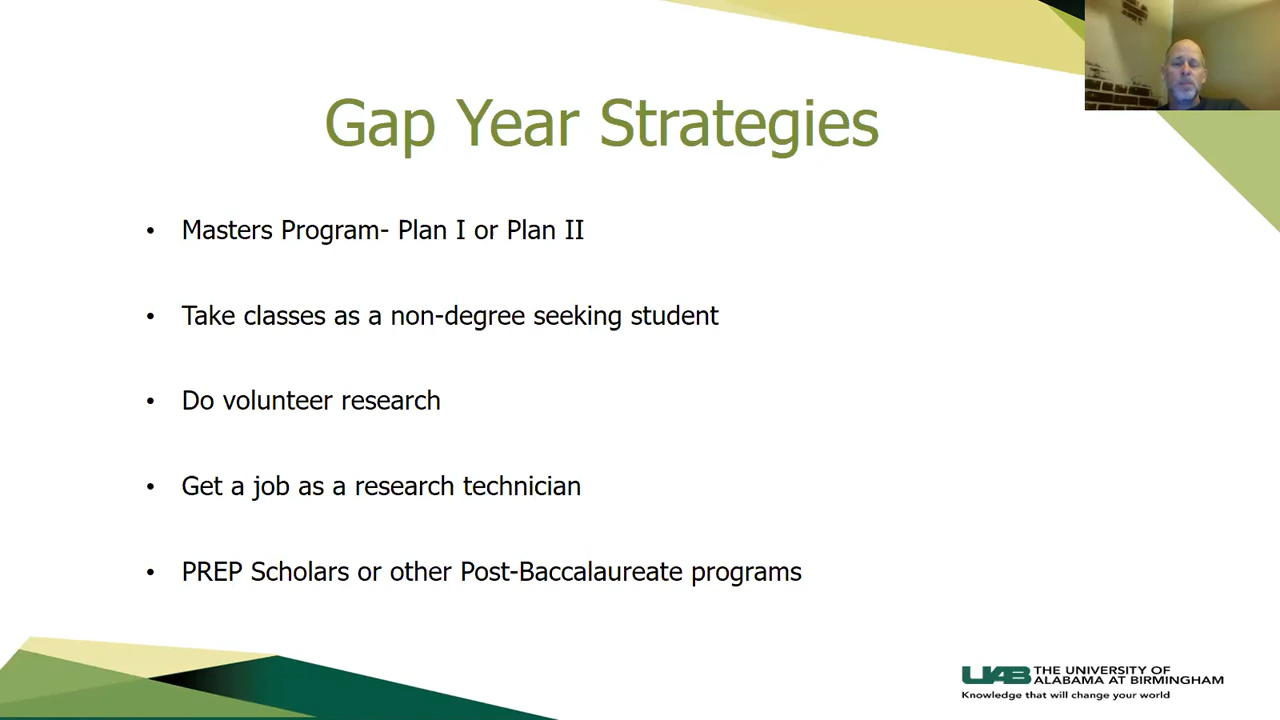 Gap Year Strategies
• Masters Program- Plan I or Plan II
• Take classes as a non-degree seeking student
• Do volunteer research
• Get a job as a research technician
• PREP Scholars or other Post-Baccalaureate programs
UAB THE UNIVERSITY OF
ALABAMA AT BIRMINGHAM
Knowledge that will change your world